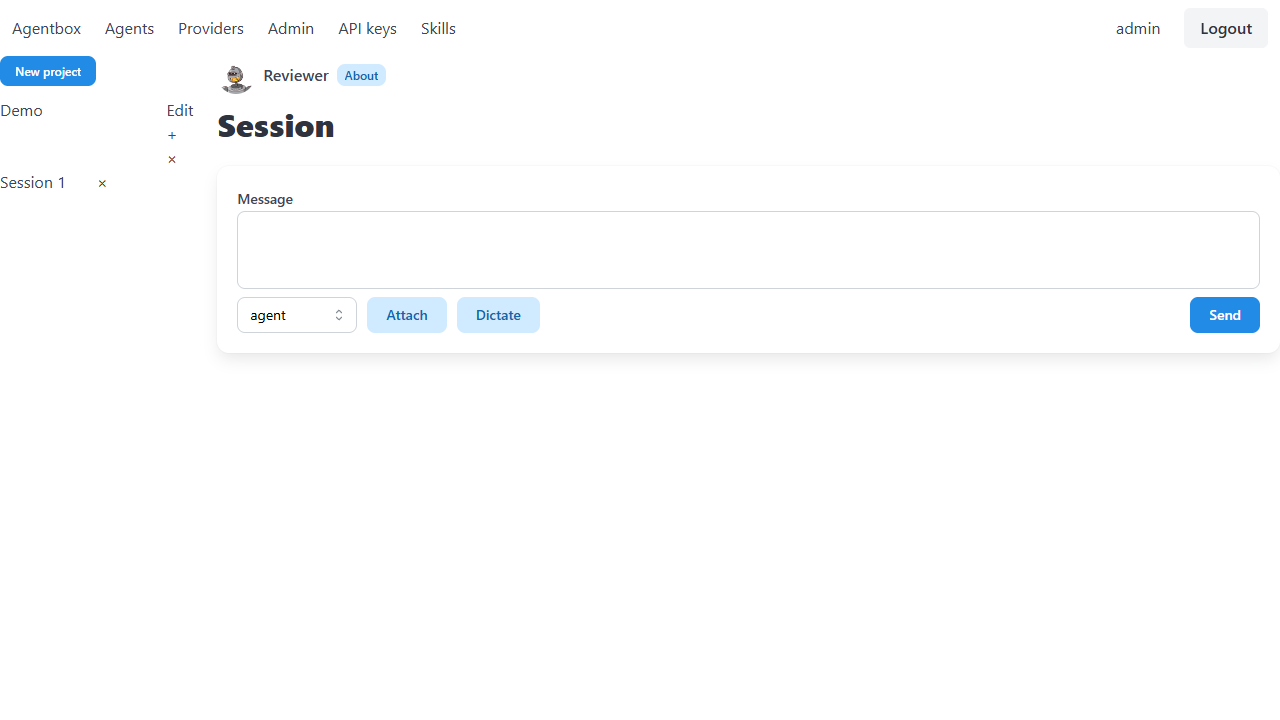 Agentbox Agents Providers Admin API keys Skills admin Logout
New project
Reviewer About
Demo Edit
+
×
Session 1 ×
Session
Message
agent Attach Dictate Send